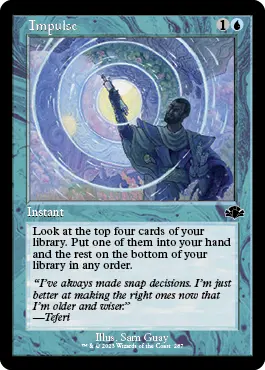 Impulse 1
Instant
Look at the top four cards of your
library. Put one of them into your hand
and the rest on the bottom of your
library in any order.
“I’ve always made snap decisions. I’m just
better at making the right ones now that
I’m older and wiser.”
—Teferi
Illus. Sam Guay
™ & © 2023 Wizards of the Coast 287